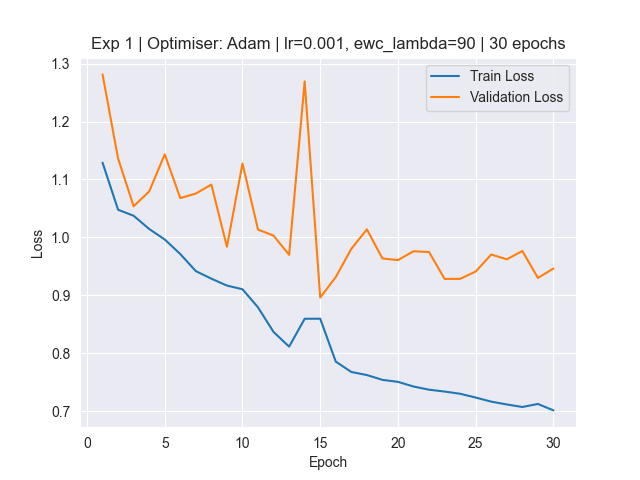 Exp 1 | Optimiser: Adam | lr=0.001, ewc_lambda=90 | 30 epochs
Train Loss
Validation Loss
1.3
1.2
1.1
1.0
0.9
0.8
0.7
Loss
0 5 10 15 20 25 30
Epoch